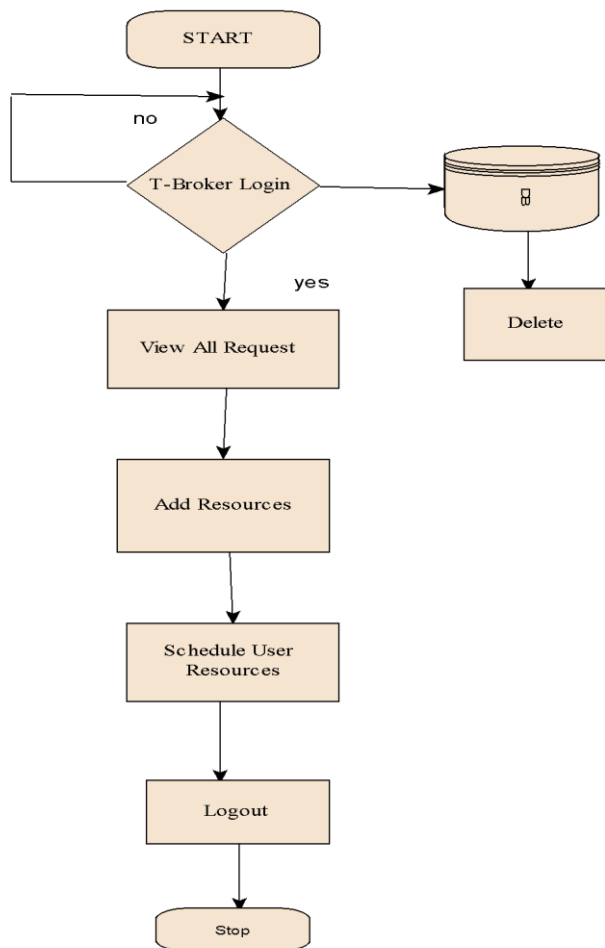 START
no
T-Broker Login
yes
View All Request
Delete
Add Resources
Schedule User
Resources
Logout
Stop